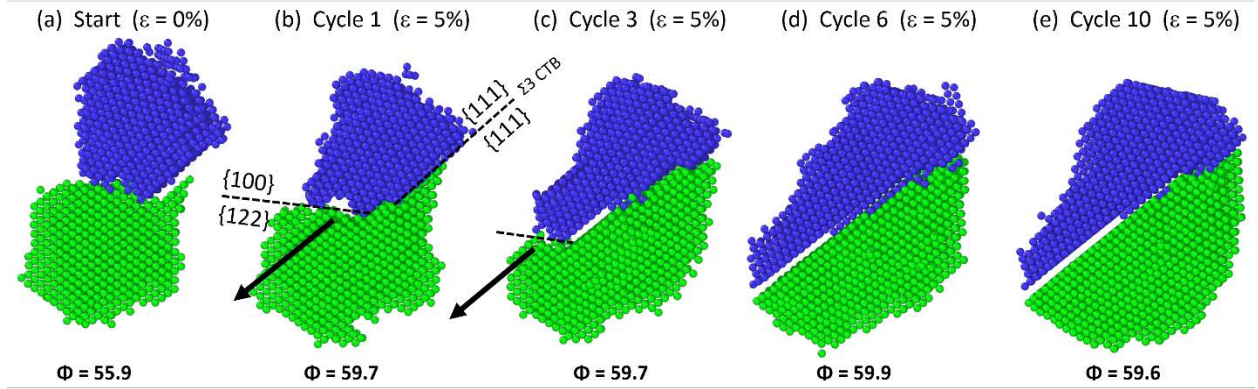 (a) Start (ε = 0%)
(b) Cycle 1 (ε = 5%)
(c) Cycle 3 (ε = 5%)
(d) Cycle 6 (ε = 5%)
(e) Cycle 10 (ε = 5%)
{111}
Σ3 CTB
{111}
{100}
{122}
Φ = 55.9
Φ = 59.7
Φ = 59.7
Φ = 59.9
Φ = 59.6